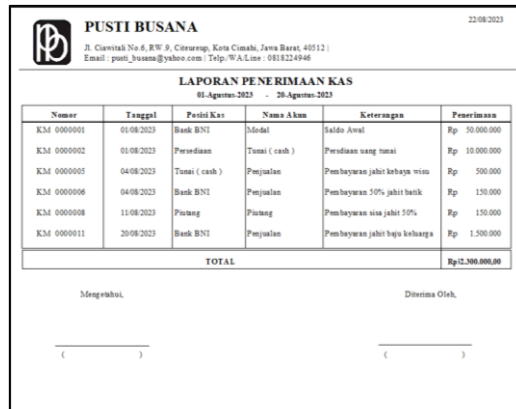 22/08/2023
PUSTI BUSANA
Jl. Ciawitali No.6, RW.9, Citeureup, Kota Cimahi, Jawa Barat, 40512 |
Email : pusti_busana@yahoo.com | Telp./WA/Line : 0818224946
LAPORAN PENERIMAAN KAS
01-Agustus-2023 - 20-Agustus-2023
Nomor Tanggal Posisi Kas Nama Akun Keterangan Penerimaan
KM 0000001 01/08/2023 Bank BNI Modal Saldo Awal Rp 50.000.000
KM 0000002 01/08/2023 Persediaan Tunai ( cash ) Persdiaan uang tunai Rp 10.000.000
KM 0000005 04/08/2023 Tunai ( cash ) Penjualan Pembayaran jahit kebaya wisu Rp 500.000
KM 0000006 04/08/2023 Bank BNI Penjualan Pembayaran 50% jahit batik Rp 150.000
KM 0000008 11/08/2023 Piutang Piutang Pembayaran sisa jahit 50% Rp 150.000
KM 0000011 20/08/2023 Bank BNI Penjualan Pembayaran jahit baju keluarga Rp 1.500.000
TOTAL
Mengetahui, Diterima Oleh,
( ) ( )